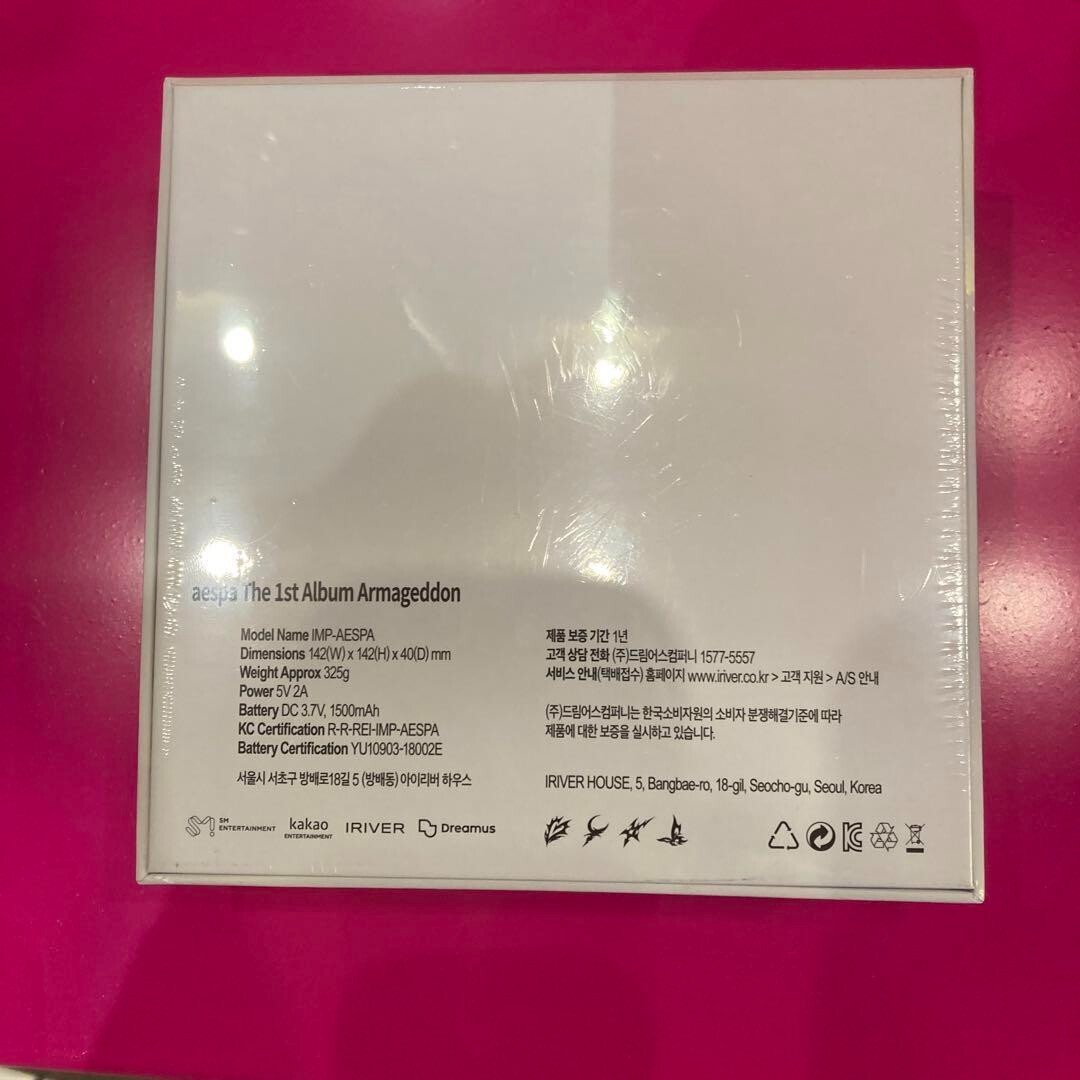 aespa The 1st Album Armageddon
Model Name IMP-AESPA
Dimensions 142(W) x 142(H) x 40(D) mm
Weight Approx 325g
Power 5V 2A
Battery DC 3.7V, 1500mAh
KC Certification R-R-REI-IMP-AESPA
Battery Certification YU10903-18002E
서울시 서초구 방배로18길 5 (방배동) 아이리버 하우스
제품 보증 기간 1년
고객 상담 전화 (주)드림어스컴퍼니 1577-5557
서비스 안내(택배접수) 홈페이지 www.iriver.co.kr > 고객 지원 > A/S 안내
(주)드림어스컴퍼니는 한국소비자원의 소비자 분쟁해결기준에 따라
제품에 대한 보증을 실시하고 있습니다.
IRIVER HOUSE, 5, Bangbae-ro, 18-gil, Seocho-gu, Seoul, Korea
SM
ENTERTAINMENT
kakao
ENTERTAINMENT
IRIVER
Dreamus